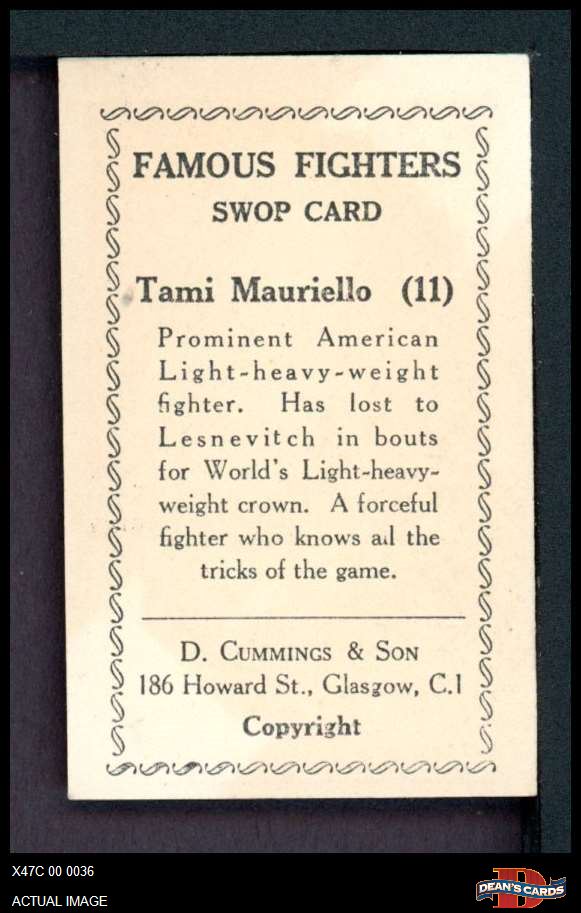 FAMOUS FIGHTERS
SWOP CARD
Tami Mauriello (11)
Prominent American
Light-heavy-weight
fighter. Has lost to
Lesnevitch in bouts
for World's Light-heavy-
weight crown. A forceful
fighter who knows all the
tricks of the game.
D. CUMMINGS & SON
186 Howard St., Glasgow, C.1
Copyright
X47C 00 0036
ACTUAL IMAGE
D
DEAN'S CARDS